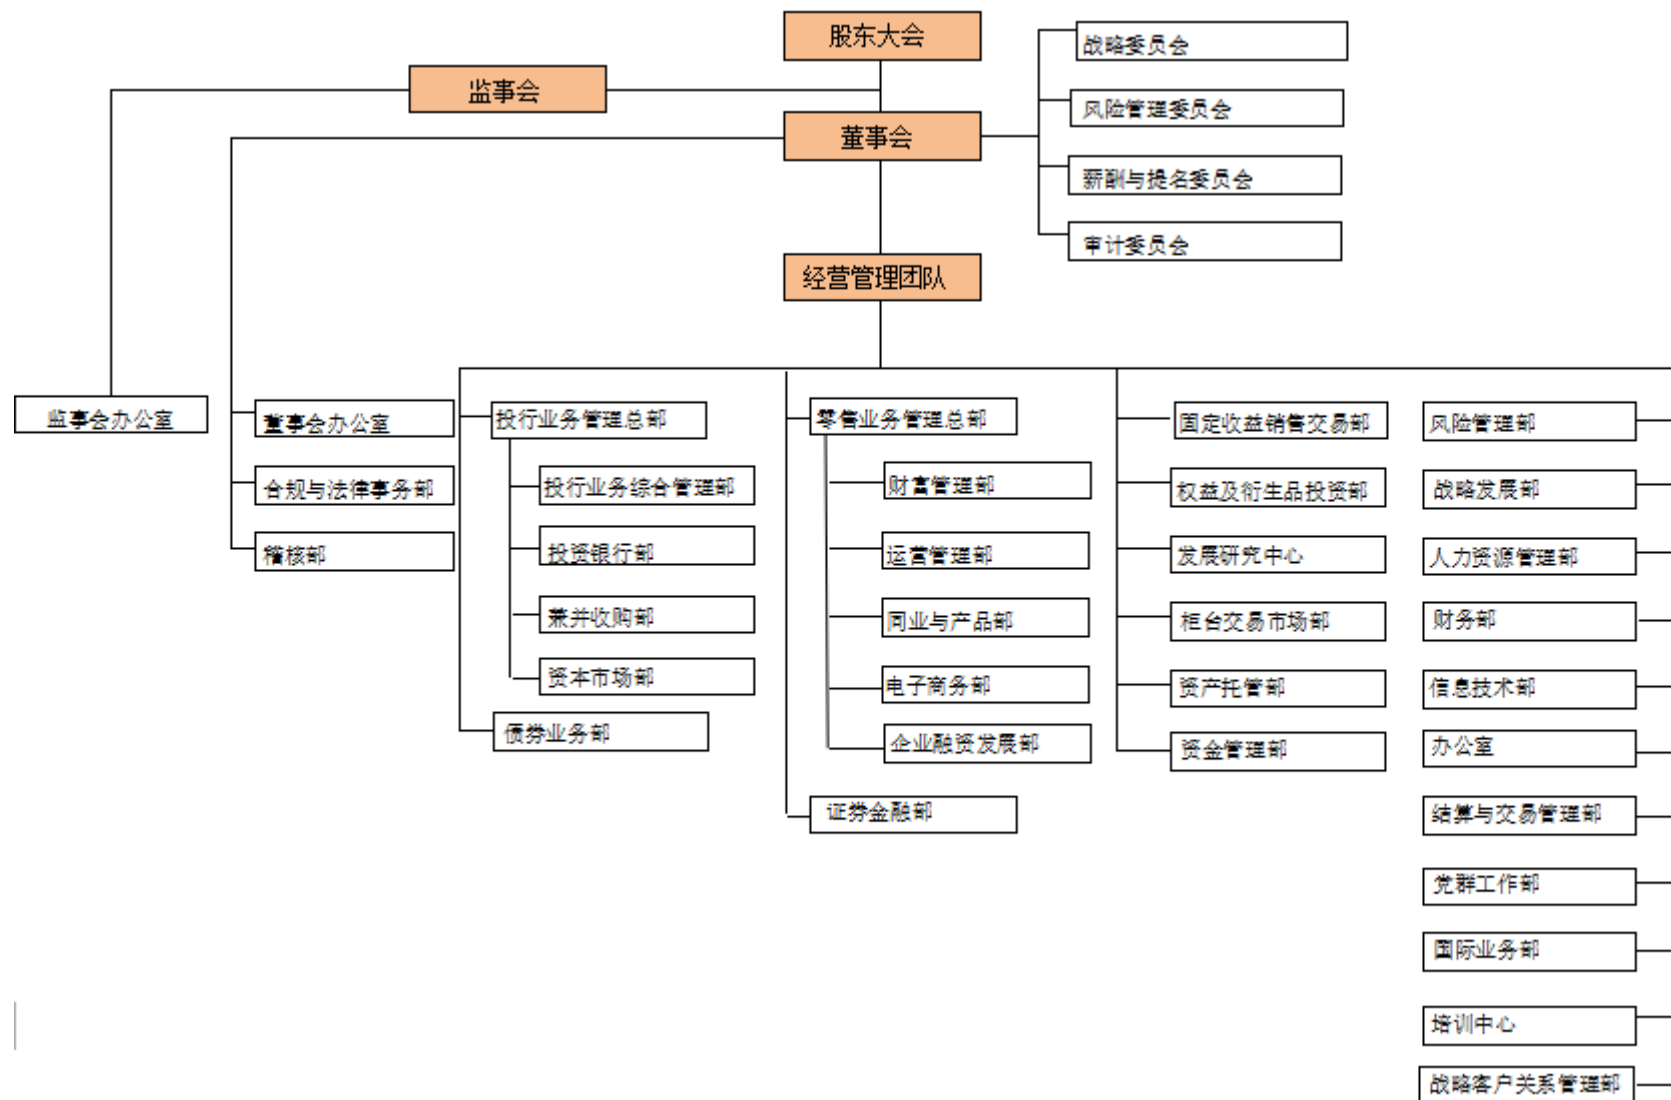 股东大会
监事会
董事会
战略委员会
风险管理委员会
薪酬与提名委员会
审计委员会
经营管理团队
监事会办公室
董事会办公室
合规与法律事务部
稽核部
投行业务管理总部
投行业务综合管理部
投资银行部
兼并收购部
资本市场部
债券业务部
零售业务管理总部
财富管理部
运营管理部
同业与产品部
电子商务部
企业融资发展部
证券金融部
固定收益销售交易部
权益及衍生品投资部
发展研究中心
柜台交易市场部
资产托管部
资金管理部
风险管理部
战略发展部
人力资源管理部
财务部
信息技术部
办公室
结算与交易管理部
党群工作部
国际业务部
培训中心
战略客户关系管理部